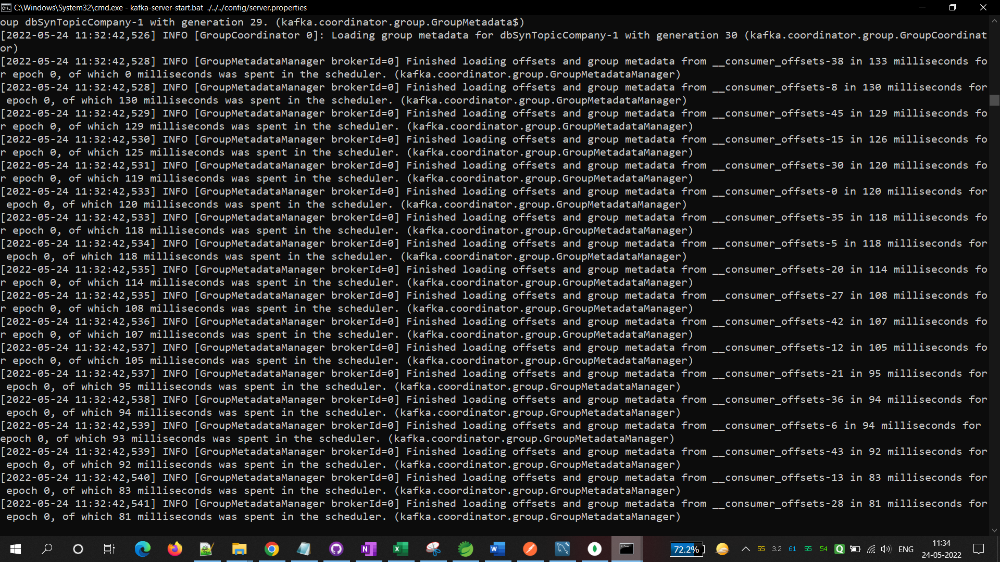 C:\Windows\System32\cmd.exe - kafka-server-start.bat ./../../config/server.properties
oup dbSynTopicCompany-1 with generation 29. (kafka.coordinator.group.GroupMetadata$)
[2022-05-24 11:32:42,526] INFO [GroupCoordinator 0]: Loading group metadata for dbSynTopicCompany-1 with generation 30 (kafka.coordinator.group.GroupCoordinat
or)
[2022-05-24 11:32:42,528] INFO [GroupMetadataManager brokerId=0] Finished loading offsets and group metadata from __consumer_offsets-38 in 133 milliseconds fo
r epoch 0, of which 0 milliseconds was spent in the scheduler. (kafka.coordinator.group.GroupMetadataManager)
[2022-05-24 11:32:42,528] INFO [GroupMetadataManager brokerId=0] Finished loading offsets and group metadata from __consumer_offsets-8 in 130 milliseconds for
epoch 0, of which 130 milliseconds was spent in the scheduler. (kafka.coordinator.group.GroupMetadataManager)
[2022-05-24 11:32:42,529] INFO [GroupMetadataManager brokerId=0] Finished loading offsets and group metadata from __consumer_offsets-45 in 129 milliseconds fo
r epoch 0, of which 129 milliseconds was spent in the scheduler. (kafka.coordinator.group.GroupMetadataManager)
[2022-05-24 11:32:42,530] INFO [GroupMetadataManager brokerId=0] Finished loading offsets and group metadata from __consumer_offsets-15 in 126 milliseconds fo
r epoch 0, of which 125 milliseconds was spent in the scheduler. (kafka.coordinator.group.GroupMetadataManager)
[2022-05-24 11:32:42,531] INFO [GroupMetadataManager brokerId=0] Finished loading offsets and group metadata from __consumer_offsets-30 in 120 milliseconds fo
r epoch 0, of which 119 milliseconds was spent in the scheduler. (kafka.coordinator.group.GroupMetadataManager)
[2022-05-24 11:32:42,533] INFO [GroupMetadataManager brokerId=0] Finished loading offsets and group metadata from __consumer_offsets-0 in 120 milliseconds for
epoch 0, of which 120 milliseconds was spent in the scheduler. (kafka.coordinator.group.GroupMetadataManager)
[2022-05-24 11:32:42,533] INFO [GroupMetadataManager brokerId=0] Finished loading offsets and group metadata from __consumer_offsets-35 in 118 milliseconds fo
r epoch 0, of which 118 milliseconds was spent in the scheduler. (kafka.coordinator.group.GroupMetadataManager)
[2022-05-24 11:32:42,534] INFO [GroupMetadataManager brokerId=0] Finished loading offsets and group metadata from __consumer_offsets-5 in 118 milliseconds for
epoch 0, of which 118 milliseconds was spent in the scheduler. (kafka.coordinator.group.GroupMetadataManager)
[2022-05-24 11:32:42,535] INFO [GroupMetadataManager brokerId=0] Finished loading offsets and group metadata from __consumer_offsets-20 in 114 milliseconds fo
r epoch 0, of which 114 milliseconds was spent in the scheduler. (kafka.coordinator.group.GroupMetadataManager)
[2022-05-24 11:32:42,535] INFO [GroupMetadataManager brokerId=0] Finished loading offsets and group metadata from __consumer_offsets-27 in 108 milliseconds fo
r epoch 0, of which 108 milliseconds was spent in the scheduler. (kafka.coordinator.group.GroupMetadataManager)
[2022-05-24 11:32:42,536] INFO [GroupMetadataManager brokerId=0] Finished loading offsets and group metadata from __consumer_offsets-42 in 107 milliseconds fo
r epoch 0, of which 107 milliseconds was spent in the scheduler. (kafka.coordinator.group.GroupMetadataManager)
[2022-05-24 11:32:42,537] INFO [GroupMetadataManager brokerId=0] Finished loading offsets and group metadata from __consumer_offsets-12 in 105 milliseconds fo
r epoch 0, of which 105 milliseconds was spent in the scheduler. (kafka.coordinator.group.GroupMetadataManager)
[2022-05-24 11:32:42,537] INFO [GroupMetadataManager brokerId=0] Finished loading offsets and group metadata from __consumer_offsets-21 in 95 milliseconds for
epoch 0, of which 95 milliseconds was spent in the scheduler. (kafka.coordinator.group.GroupMetadataManager)
[2022-05-24 11:32:42,538] INFO [GroupMetadataManager brokerId=0] Finished loading offsets and group metadata from __consumer_offsets-36 in 94 milliseconds for
epoch 0, of which 94 milliseconds was spent in the scheduler. (kafka.coordinator.group.GroupMetadataManager)
[2022-05-24 11:32:42,539] INFO [GroupMetadataManager brokerId=0] Finished loading offsets and group metadata from __consumer_offsets-6 in 94 milliseconds for
epoch 0, of which 93 milliseconds was spent in the scheduler. (kafka.coordinator.group.GroupMetadataManager)
[2022-05-24 11:32:42,539] INFO [GroupMetadataManager brokerId=0] Finished loading offsets and group metadata from __consumer_offsets-43 in 92 milliseconds for
epoch 0, of which 92 milliseconds was spent in the scheduler. (kafka.coordinator.group.GroupMetadataManager)
[2022-05-24 11:32:42,540] INFO [GroupMetadataManager brokerId=0] Finished loading offsets and group metadata from __consumer_offsets-13 in 83 milliseconds for
epoch 0, of which 83 milliseconds was spent in the scheduler. (kafka.coordinator.group.GroupMetadataManager)
[2022-05-24 11:32:42,541] INFO [GroupMetadataManager brokerId=0] Finished loading offsets and group metadata from __consumer_offsets-28 in 81 milliseconds for
epoch 0, of which 81 milliseconds was spent in the scheduler. (kafka.coordinator.group.GroupMetadataManager)
72.2% 55 3.2 61 55 54 ENG 11:34
24-05-2022